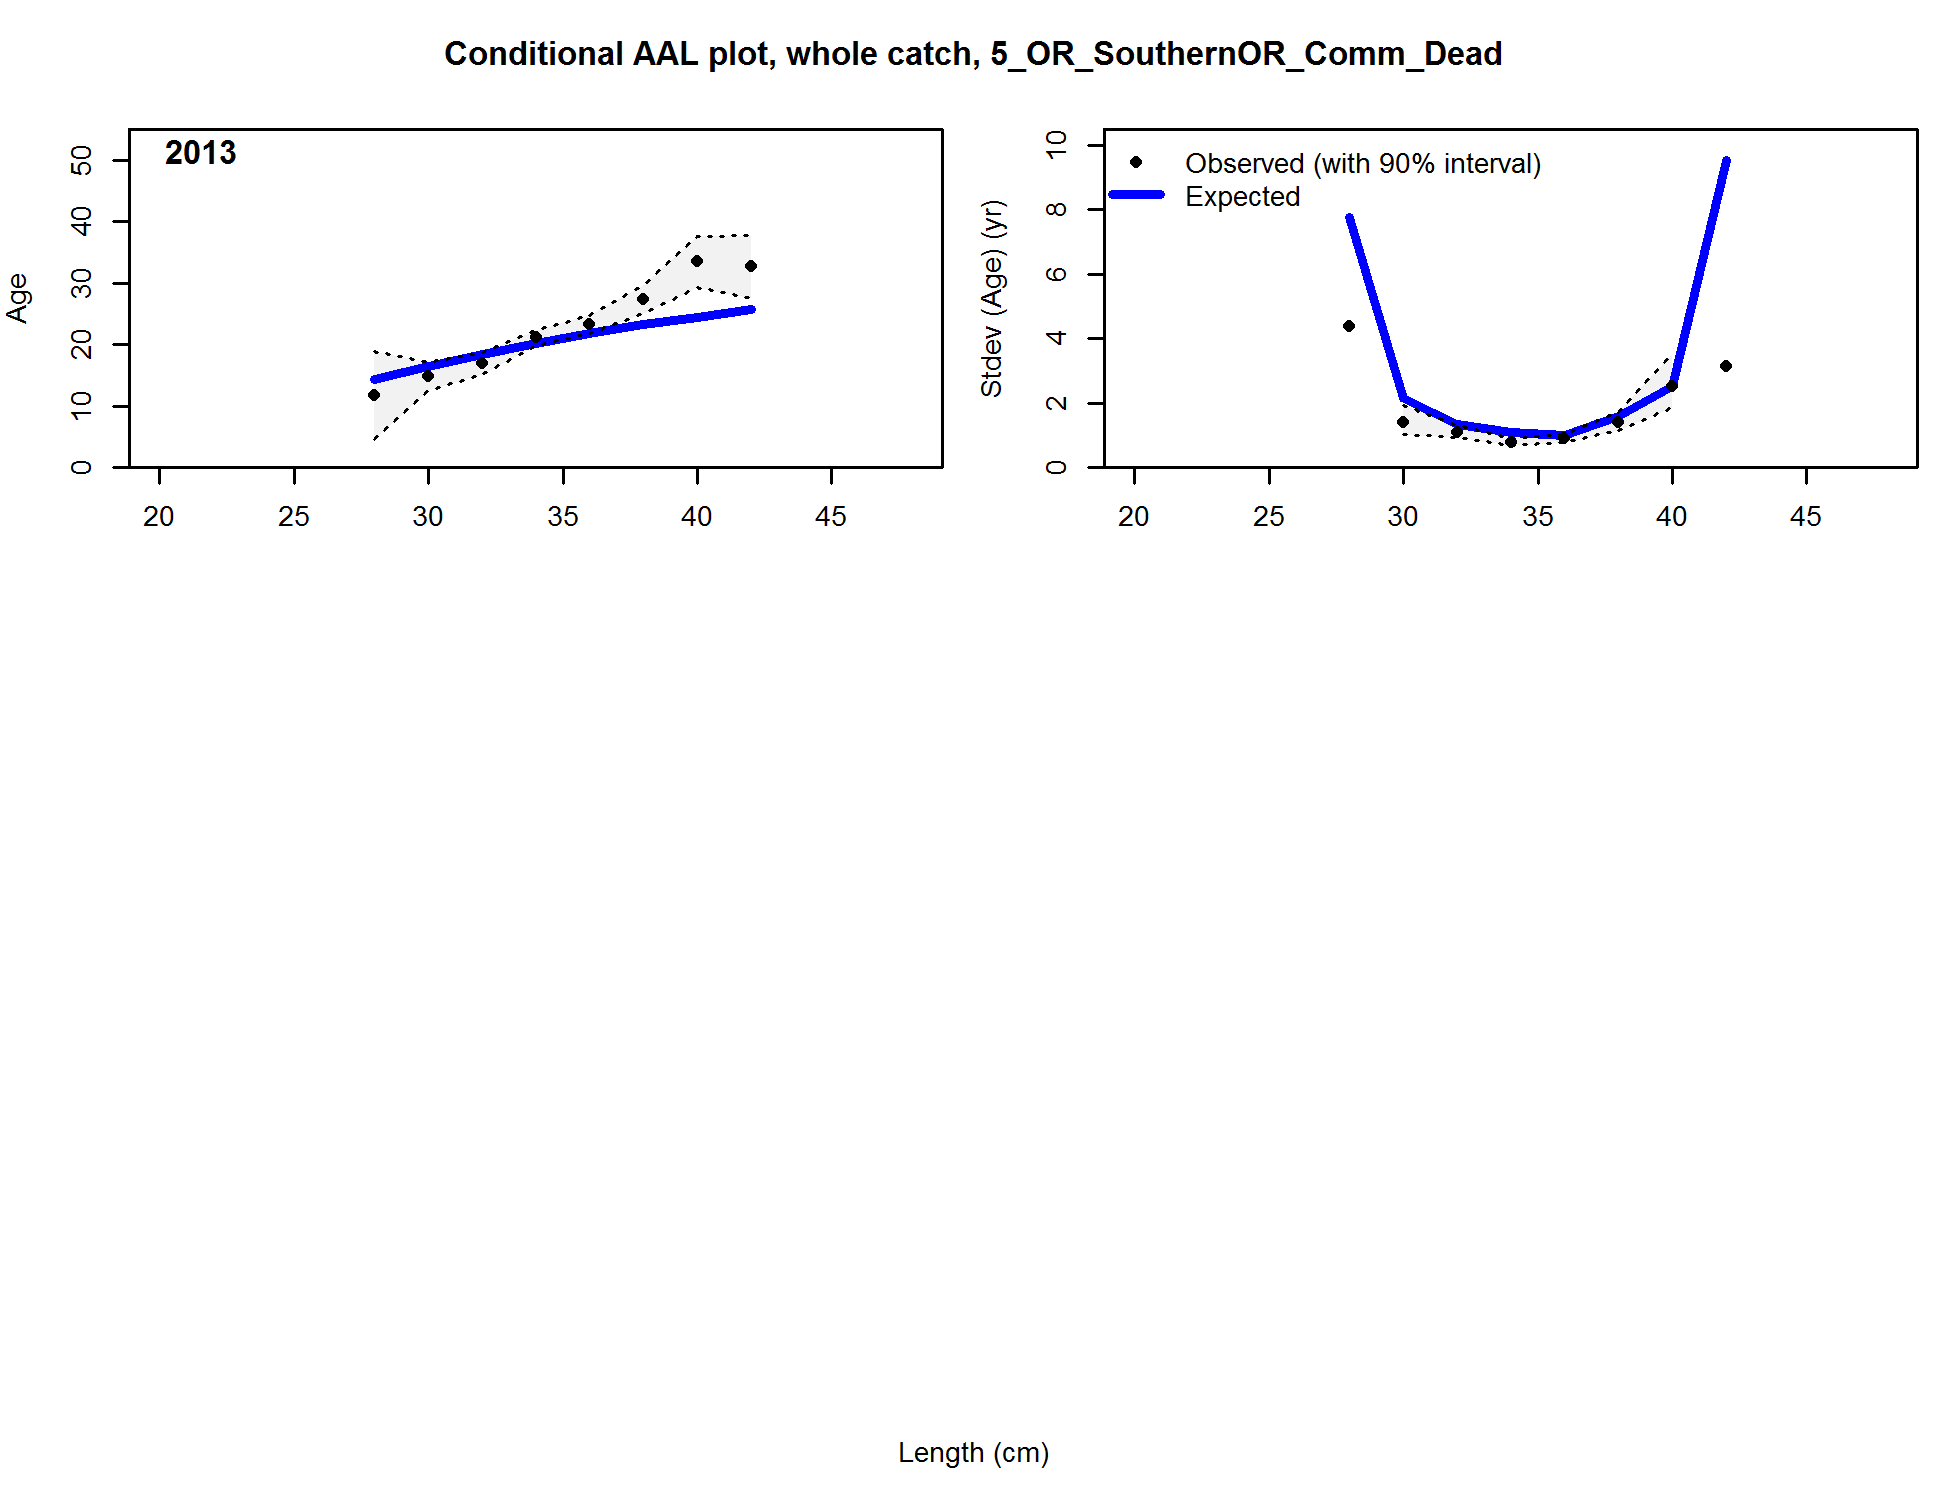 Conditional AAL plot, whole catch, 5_OR_SouthernOR_Comm_Dead
2013
Age
0 10 20 30 40 50
20 25 30 35 40 45
Observed (with 90% interval)
Expected
Stdev (Age) (yr)
0 2 4 6 8 10
20 25 30 35 40 45
Length (cm)